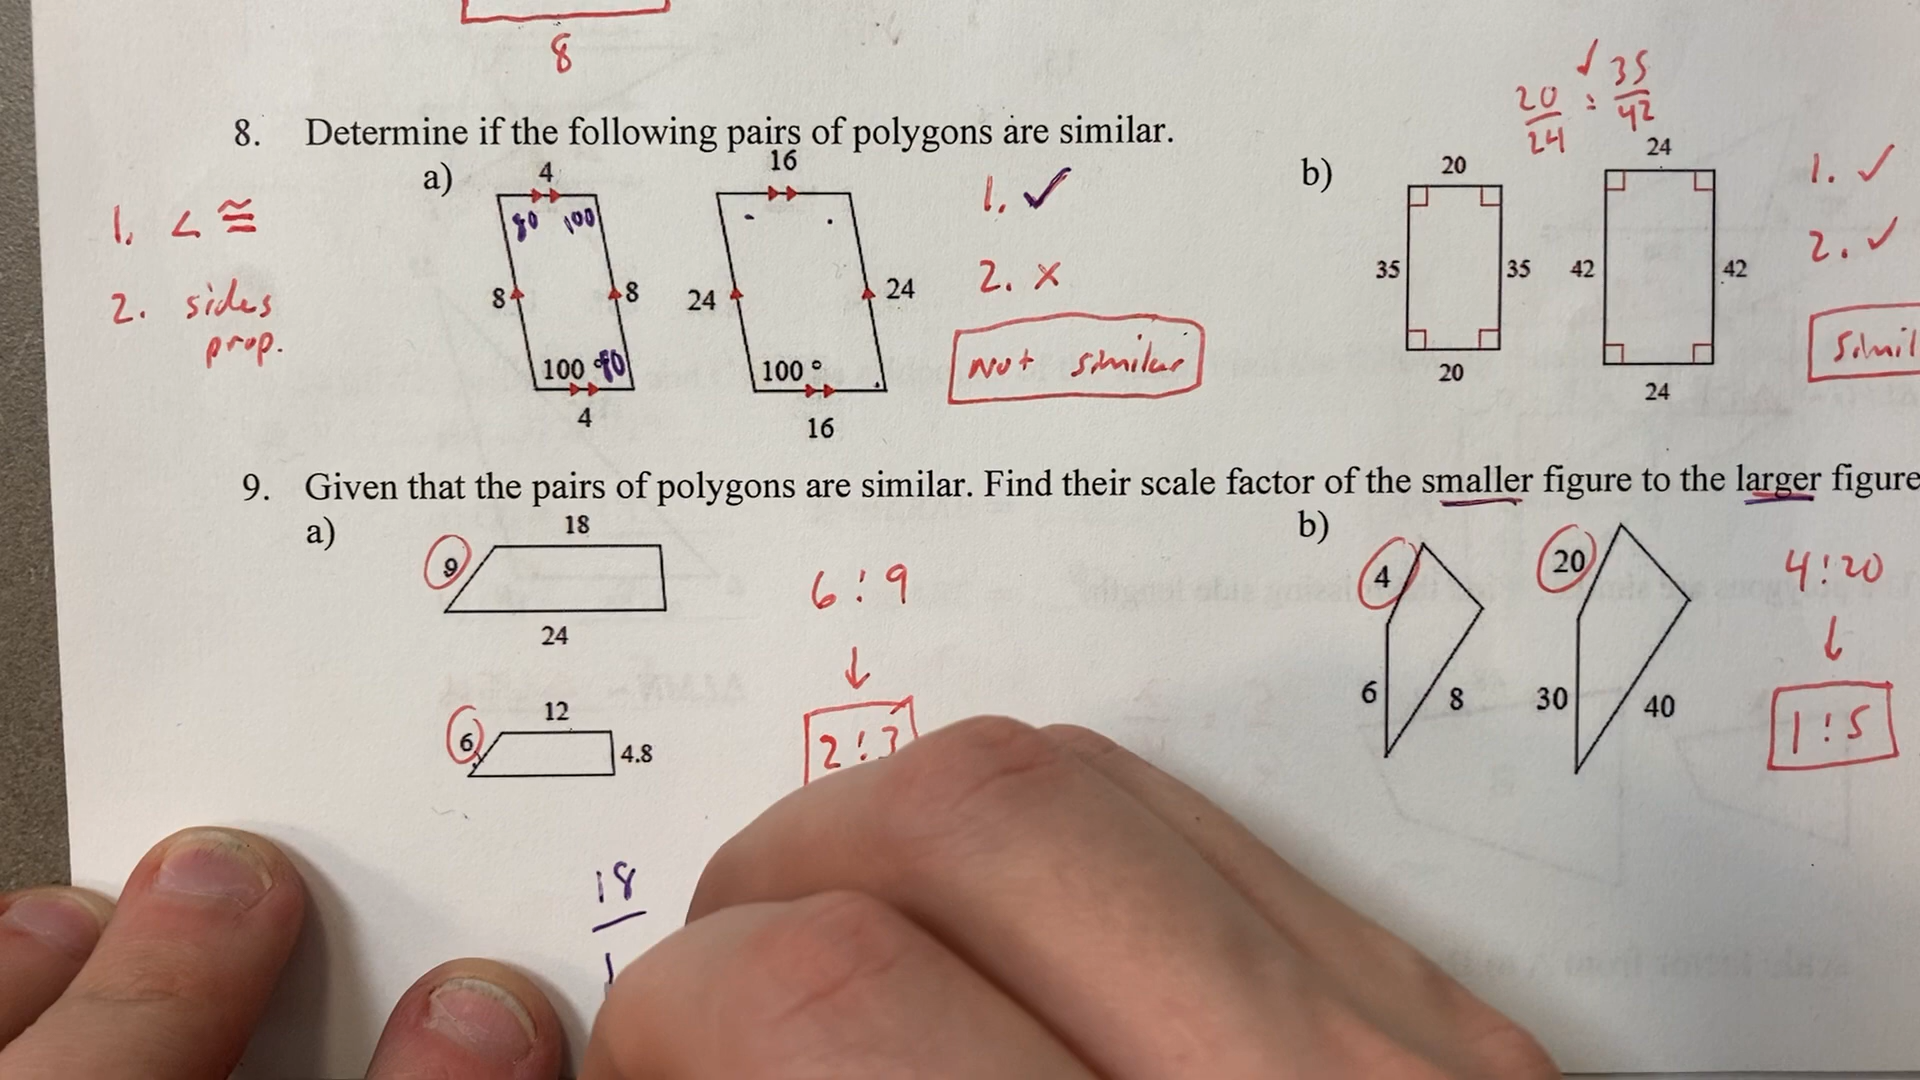 8
8. Determine if the following pairs of polygons are similar.
1. ∠ ≅
2. sides
prop.
a)
4
80 100
8
8
100 °
80
4
16
24
24
100 °
16
1. ✓
2. x
Not similar
b)
20/24 = 35/42 ✓
20
35
35
20
24
42
42
24
1. ✓
2. ✓
Simil
9. Given that the pairs of polygons are similar. Find their scale factor of the smaller figure to the larger figure
a)
18
9
24
12
6
4.8
6 : 9
↓
2 : 3
18
b)
4
6
8
20
30
40
4:20
↓
1:5